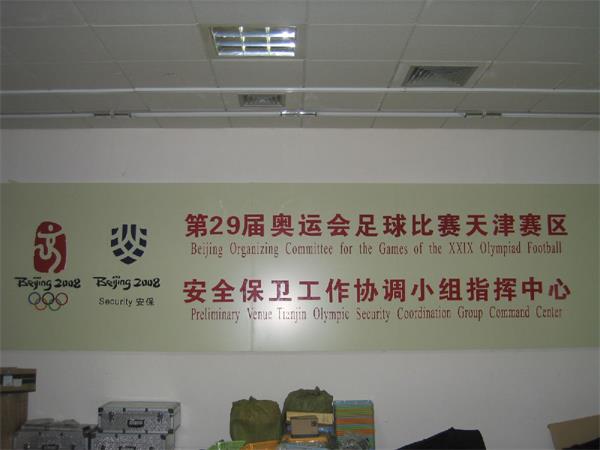 第29届奥运会足球比赛天津赛区
Beijing Organizing Committee for the Games of the XXIX Olympiad Football
安全保卫工作协调小组指挥中心
Preliminary Venue Tianjin Olympic Security Coordination Group Command Center
Beijing 2008
Beijing 2008
Security 安保